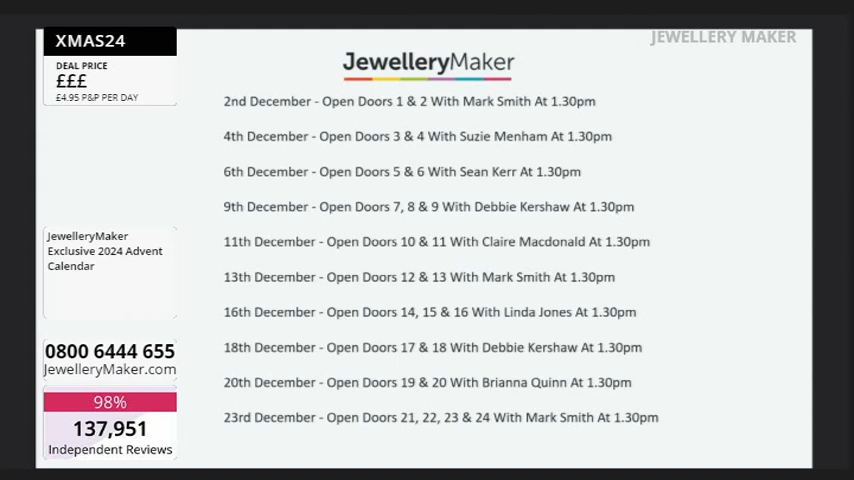 XMAS24
DEAL PRICE
£££
£4.95 P&P PER DAY
JewelleryMaker
Exclusive 2024 Advent
Calendar
0800 6444 655
JewelleryMaker.com
98%
137,951
Independent Reviews
JEWELLERY MAKER
JewelleryMaker
2nd December - Open Doors 1 & 2 With Mark Smith At 1.30pm
4th December - Open Doors 3 & 4 With Suzie Menham At 1.30pm
6th December - Open Doors 5 & 6 With Sean Kerr At 1.30pm
9th December - Open Doors 7, 8 & 9 With Debbie Kershaw At 1.30pm
11th December - Open Doors 10 & 11 With Claire Macdonald At 1.30pm
13th December - Open Doors 12 & 13 With Mark Smith At 1.30pm
16th December - Open Doors 14, 15 & 16 With Linda Jones At 1.30pm
18th December - Open Doors 17 & 18 With Debbie Kershaw At 1.30pm
20th December - Open Doors 19 & 20 With Brianna Quinn At 1.30pm
23rd December - Open Doors 21, 22, 23 & 24 With Mark Smith At 1.30pm